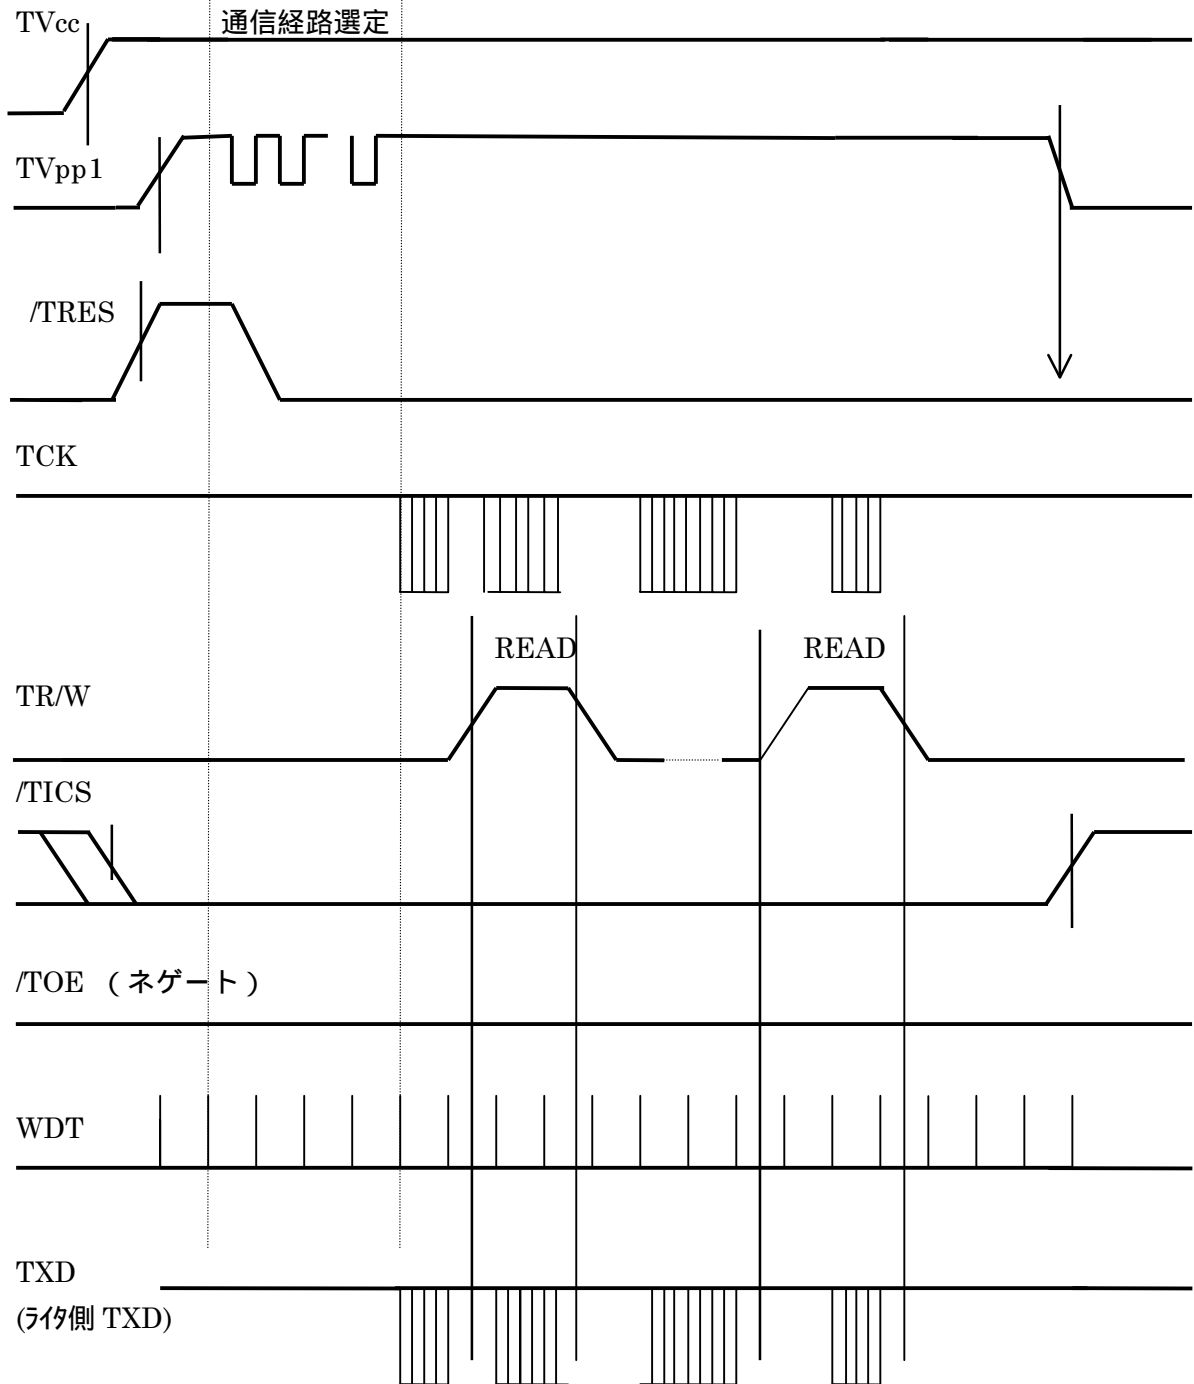 TVcc
通信経路選定
TVpp1
/TRES
TCK
READ
READ
TR/W
/TICS
/TOE （ネゲート）
WDT
TXD
(ﾗｲﾀ側 TXD)